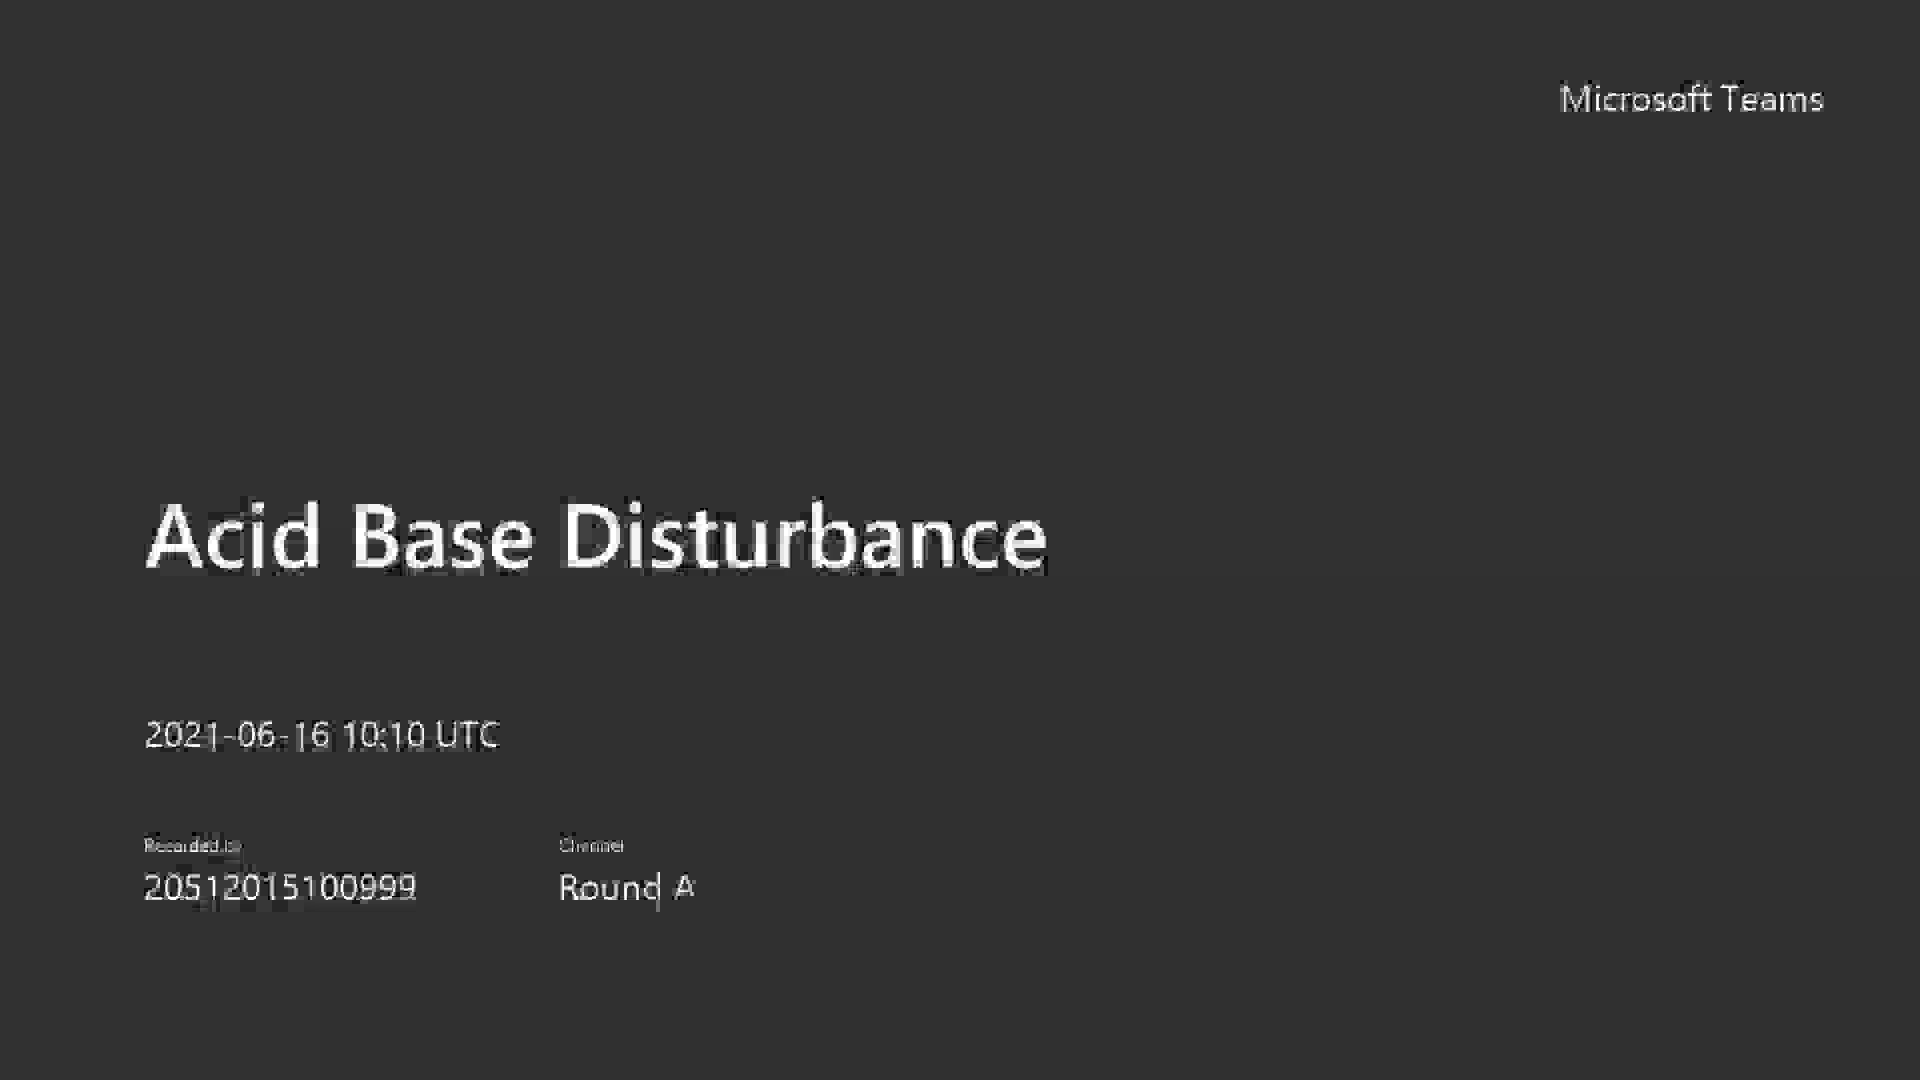 Microsoft Teams
Acid Base Disturbance
2021-06-16 10:10 UTC
Recorded by
Channel
20512015100999
Round A